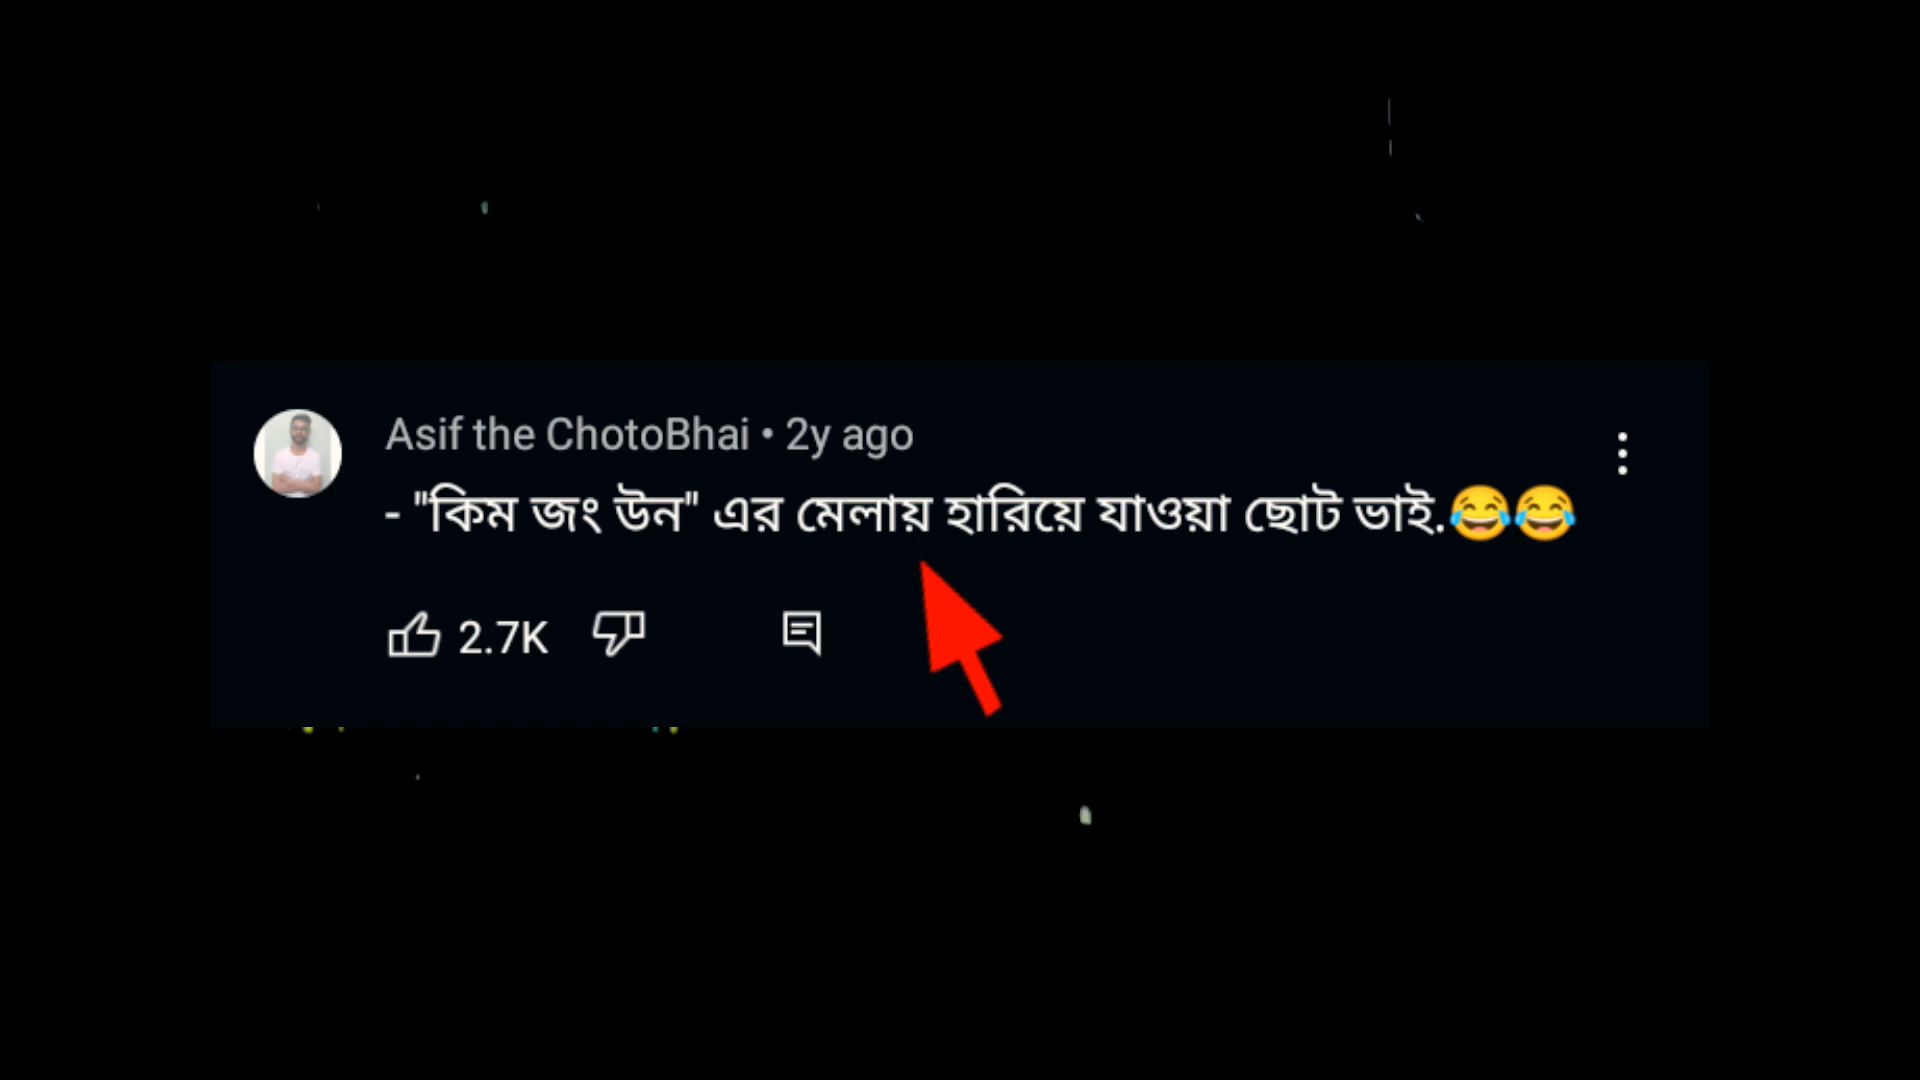 Asif the ChotoBhai • 2y ago
- "কিম জং উন" এর মেলায় হারিয়ে যাওয়া ছোট ভাই.😂😂
2.7K